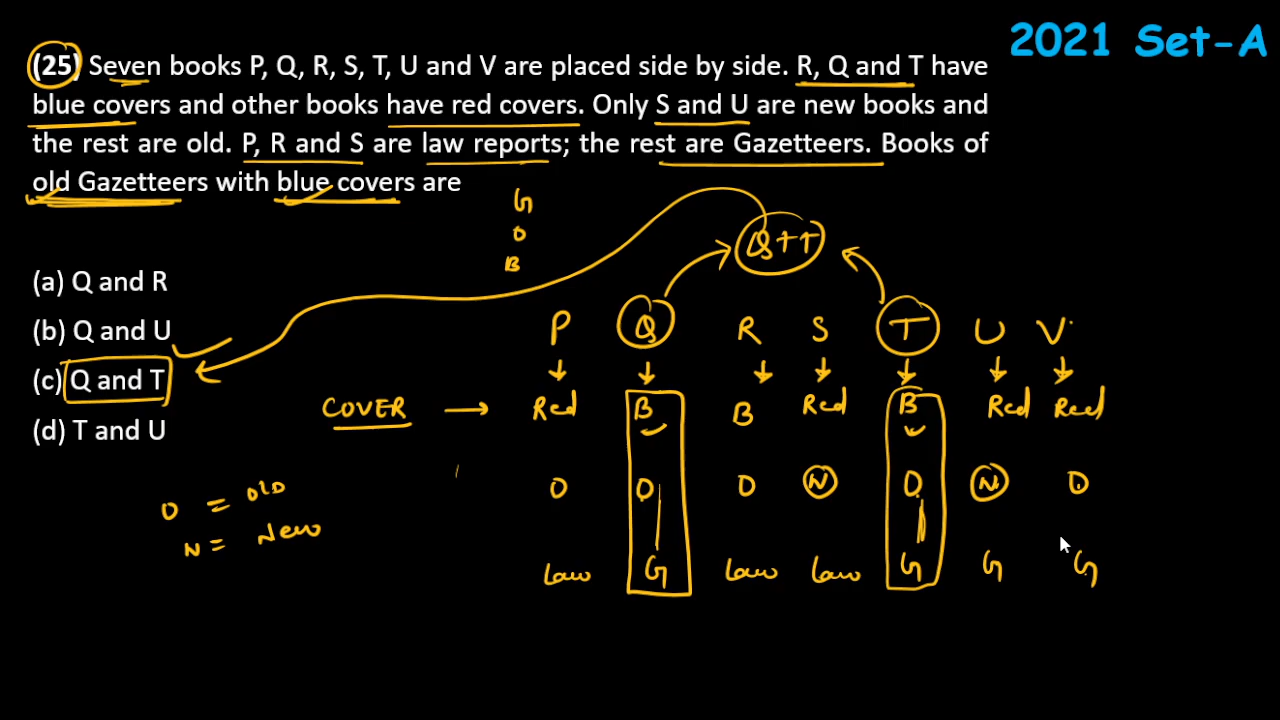 2021 Set-A
(25) Seven books P, Q, R, S, T, U and V are placed side by side. R, Q and T have
blue covers and other books have red covers. Only S and U are new books and
the rest are old. P, R and S are law reports; the rest are Gazetteers. Books of
old Gazetteers with blue covers are
G
O
B
Q + T
(a) Q and R
(b) Q and U
(c) Q and T
(d) T and U
P Q R S T U V
COVER → Red B B Red B Red Red
O O O N O N O
Law G Law Law G G G
O = OLD
N = New